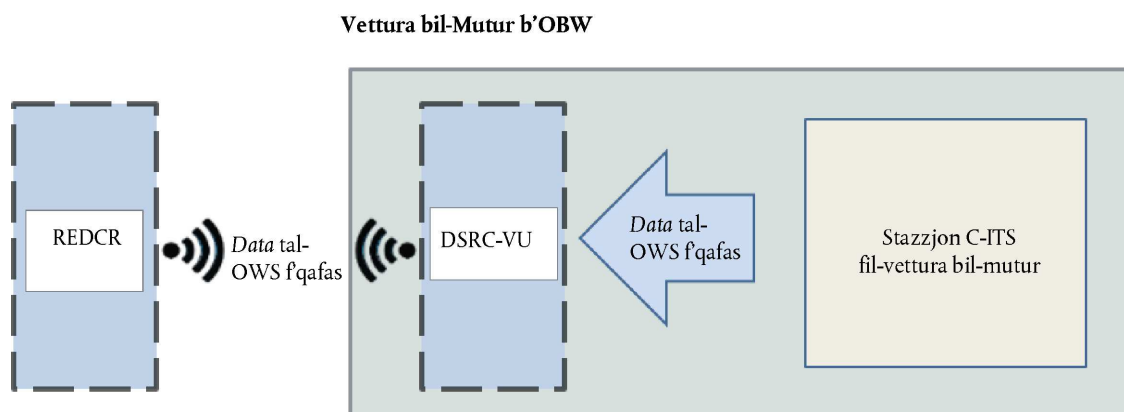 Vettura bil-Mutur b’OBW
REDCR
Data tal-
OWS f’qafas
DSRC-VU
Data tal-
OWS f’qafas
Stazzjon C-ITS
fil-vettura bil-mutur